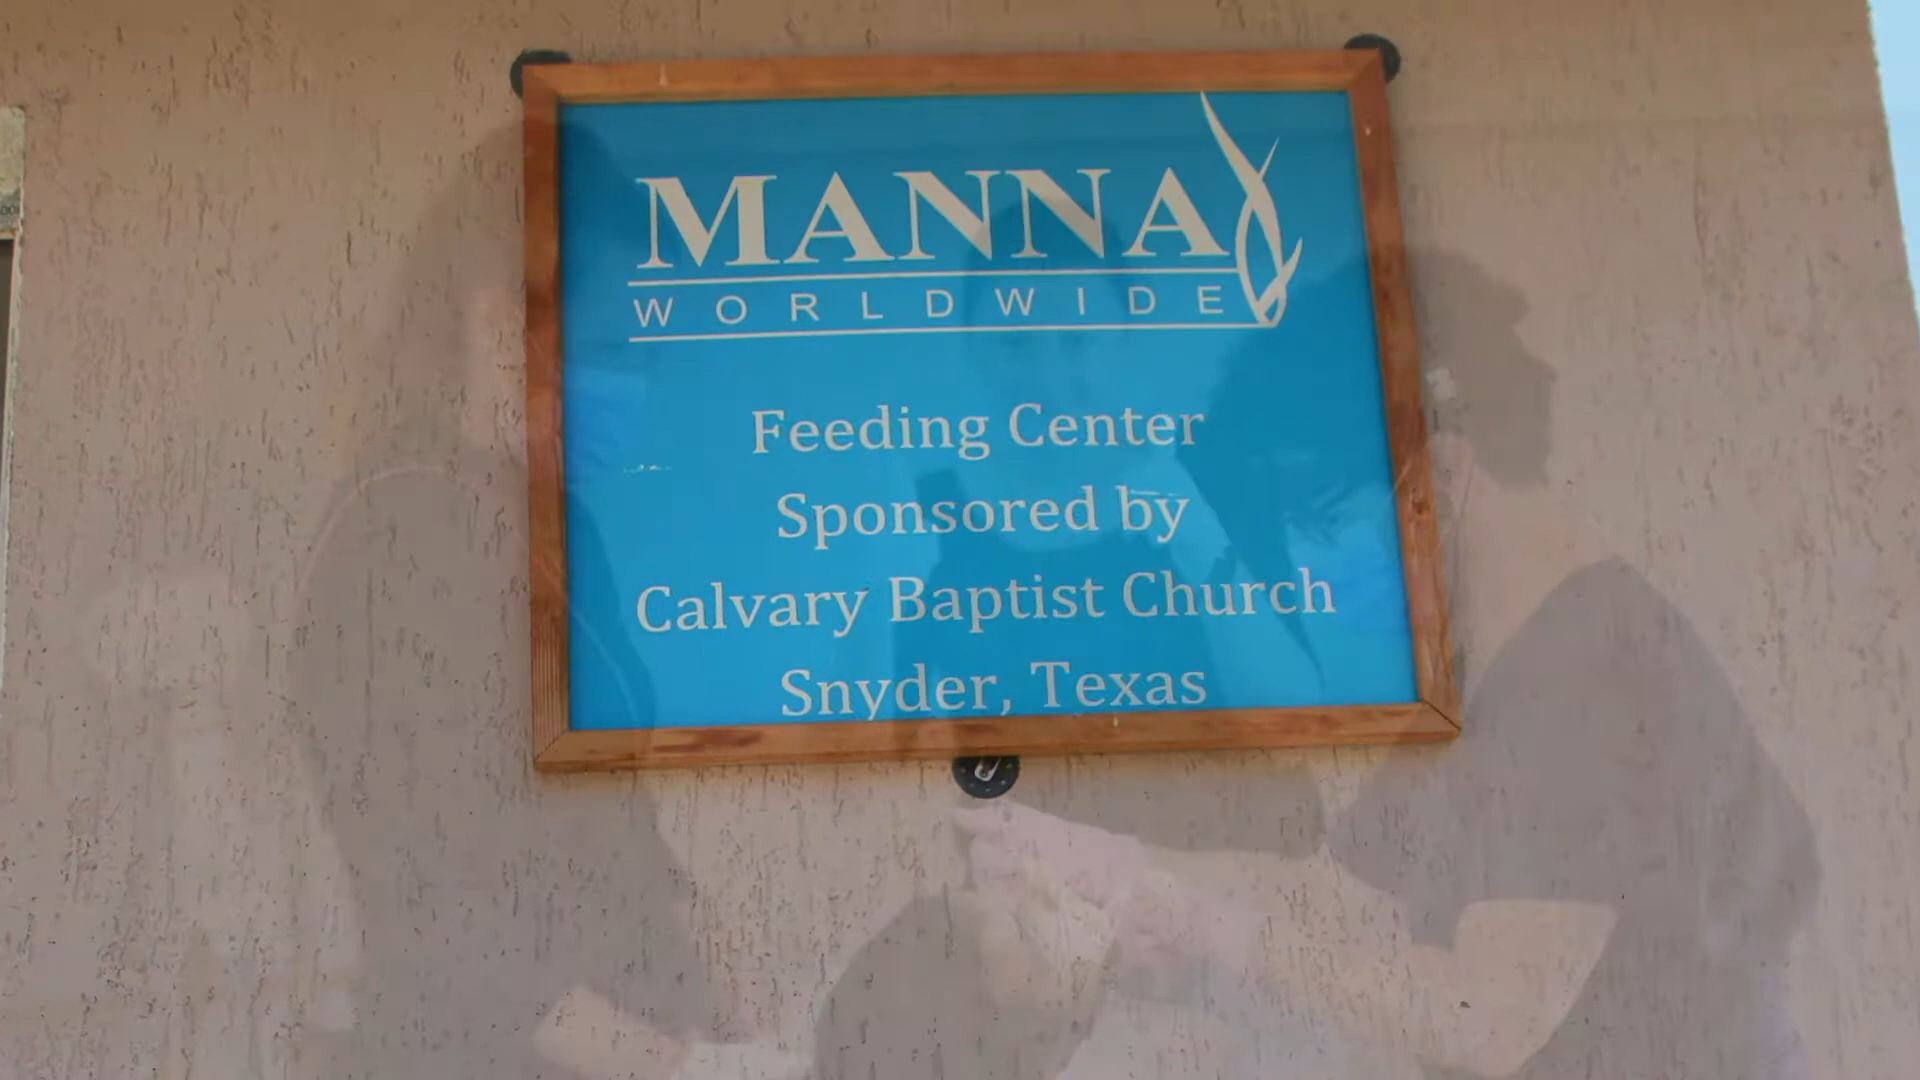 MANNA
WORLDWIDE
Feeding Center
Sponsored by
Calvary Baptist Church
Snyder, Texas